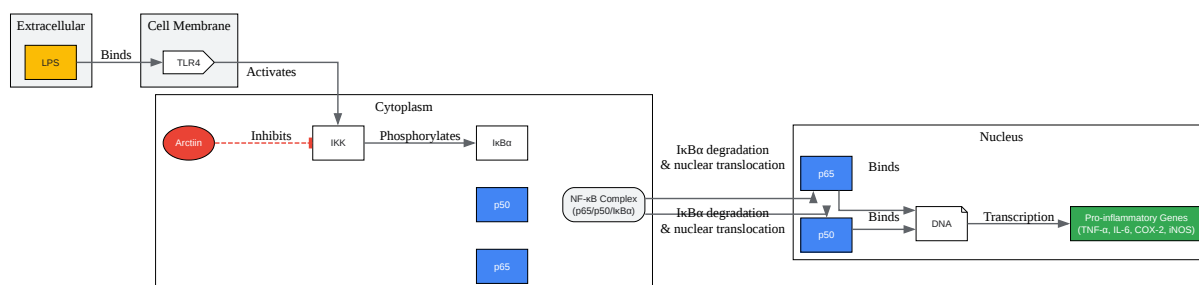 Extracellular
LPS
Binds
Cell Membrane
TLR4
Activates
Cytoplasm
Arctiin
Inhibits
IKK
Phosphorylates
IκBα
p50
p65
NF-κB Complex
(p65/p50/IκBα)
IκBα degradation
& nuclear translocation
IκBα degradation
& nuclear translocation
Nucleus
p65
Binds
p50
Binds
DNA
Transcription
Pro-inflammatory Genes
(TNF-α, IL-6, COX-2, iNOS)